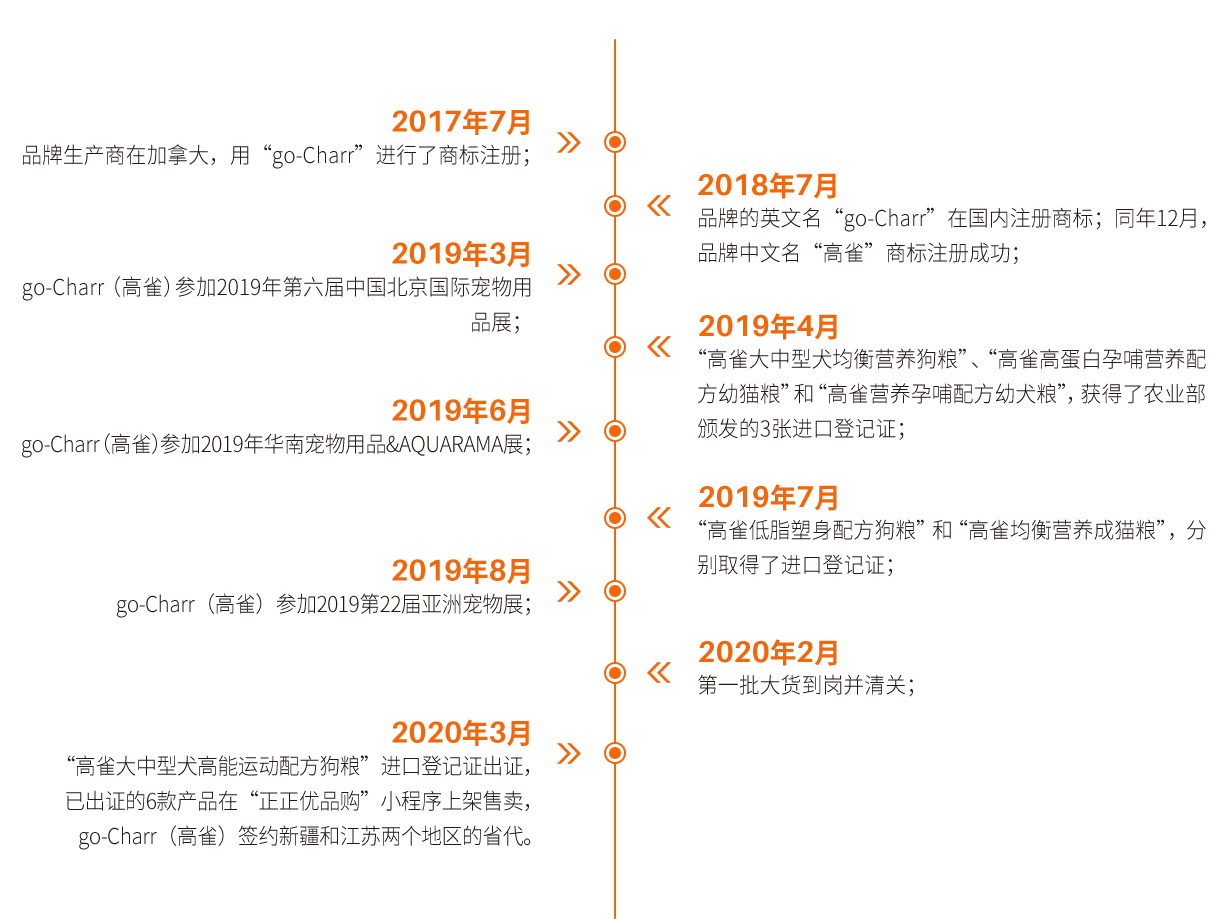 2017年7月
品牌生产商在加拿大，用“go-Charr”进行了商标注册；
2018年7月
品牌的英文名“go-Charr”在国内注册商标；同年12月，
品牌中文名“高雀”商标注册成功；
2019年3月
go-Charr（高雀）参加2019年第六届中国北京国际宠物用
品展；
2019年4月
“高雀大中型犬均衡营养狗粮”、“高雀高蛋白孕哺营养配
方幼猫粮”和“高雀营养孕哺配方幼犬粮”，获得了农业部
颁发的3张进口登记证；
2019年6月
go-Charr（高雀）参加2019年华南宠物用品&AQUARAMA展；
2019年7月
“高雀低脂塑身配方狗粮”和“高雀均衡营养成猫粮”，分
别取得了进口登记证；
2019年8月
go-Charr（高雀）参加2019第22届亚洲宠物展；
2020年2月
第一批大货到岗并清关；
2020年3月
“高雀大中型犬高能运动配方狗粮”进口登记证出证，
已出证的6款产品在“正正优品购”小程序上架售卖，
go-Charr（高雀）签约新疆和江苏两个地区的省代。